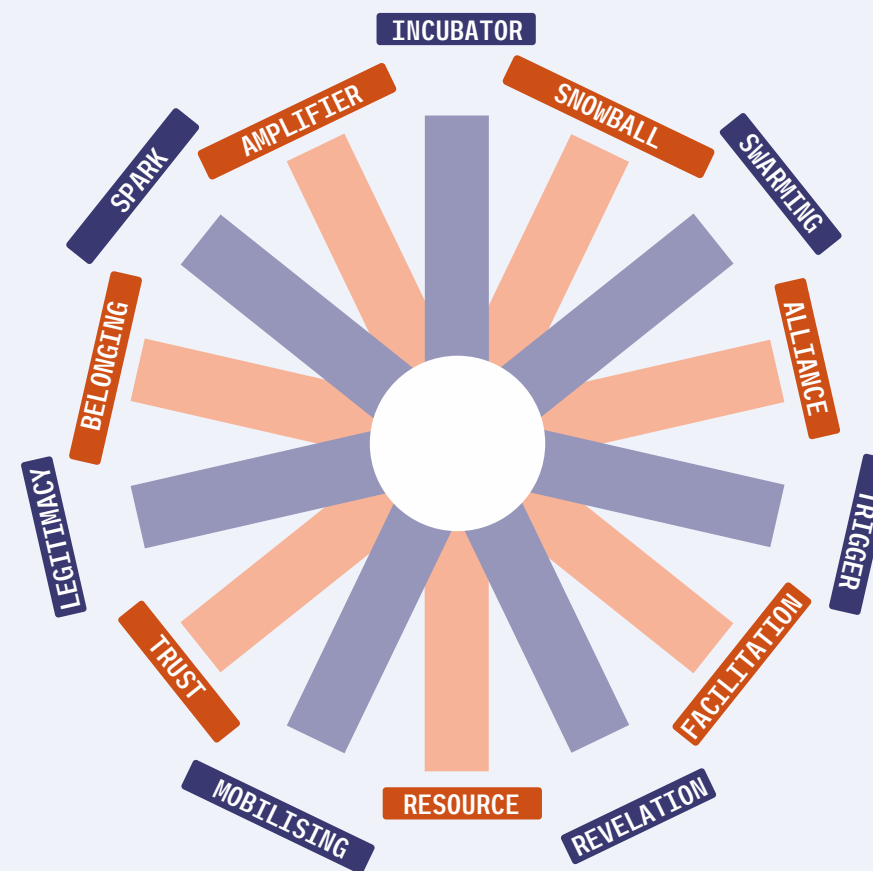 INCUBATOR
SNOWBALL
SWARMING
ALLIANCE
TRIGGER
FACILITATION
REVELATION
RESOURCE
MOBILISING
TRUST
LEGITIMACY
BELONGING
SPARK
AMPLIFIER